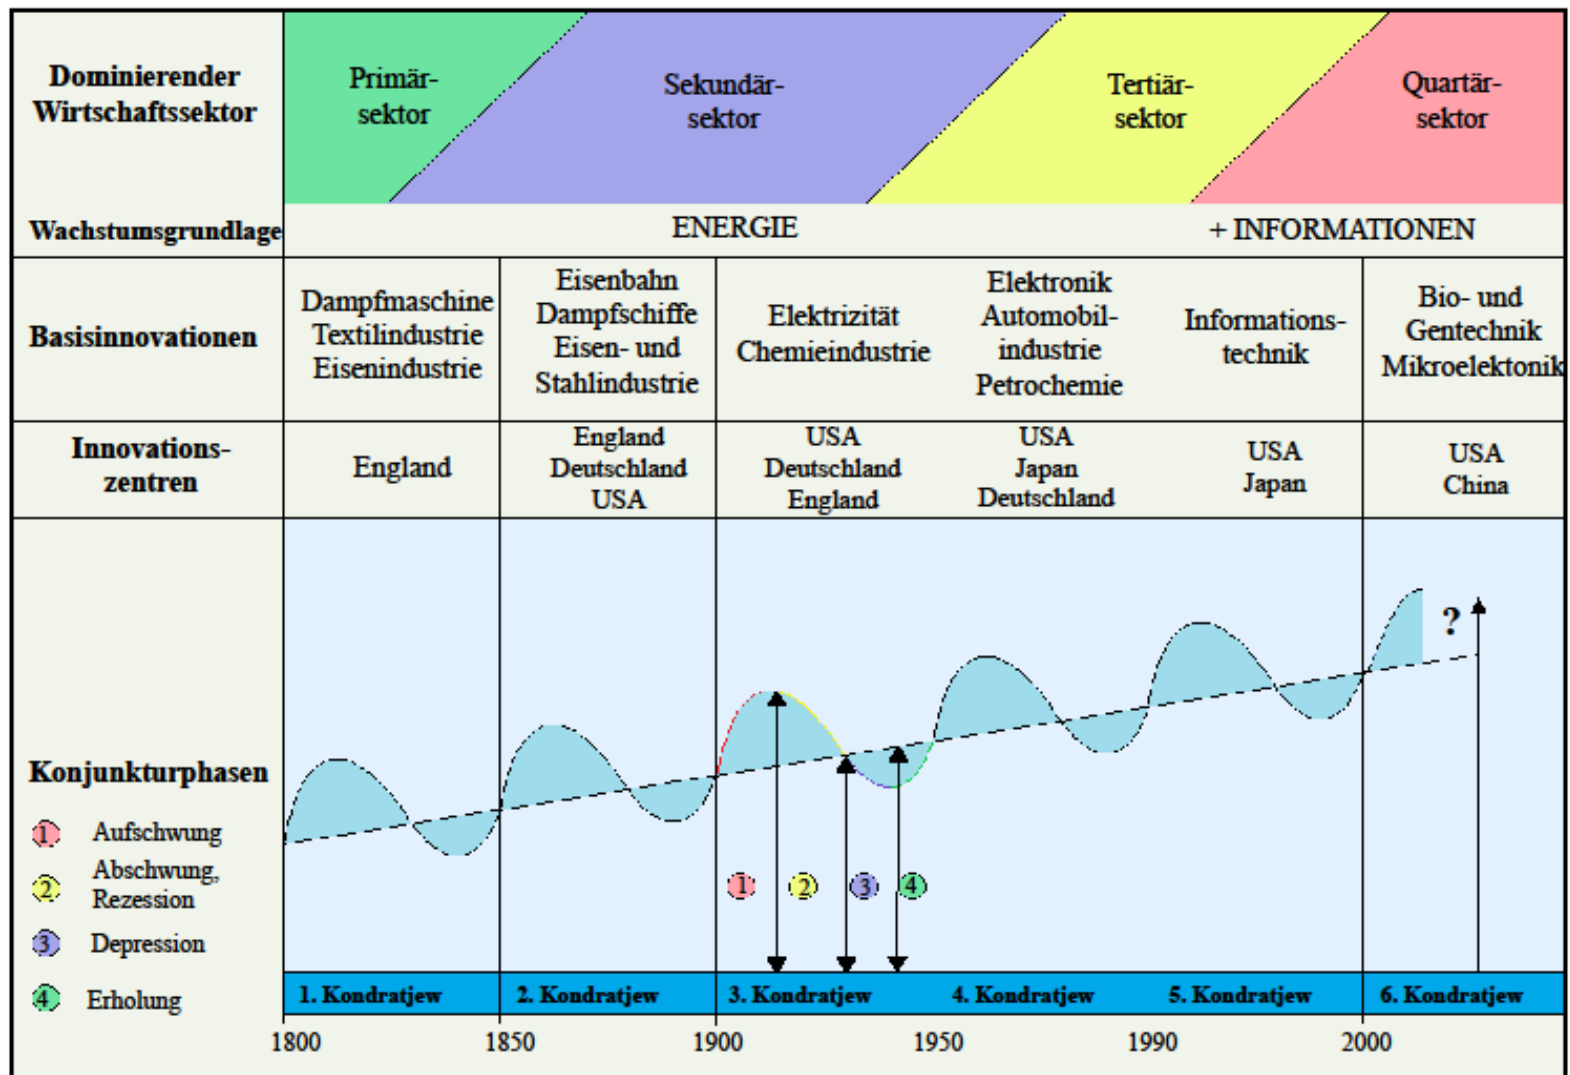 Dominierender
Wirtschaftssektor
Primär-
sektor
Sekundär-
sektor
Tertiär-
sektor
Quartär-
sektor
Wachstumsgrundlage
ENERGIE
+ INFORMATIONEN
Basisinnovationen
Dampfmaschine
Textilindustrie
Eisenindustrie
Eisenbahn
Dampfschiffe
Eisen- und
Stahlindustrie
Elektrizität
Chemieindustrie
Elektronik
Automobil-
industrie
Petrochemie
Informations-
technik
Bio- und
Gentechnik
Mikroelektonik
Innovations-
zentren
England
England
Deutschland
USA
USA
Deutschland
England
USA
Japan
Deutschland
USA
Japan
USA
China
?
Konjunkturphasen
1 Aufschwung
2 Abschwung,
Rezession
3 Depression
4 Erholung
1 2 3 4
1. Kondratjew
2. Kondratjew
3. Kondratjew
4. Kondratjew
5. Kondratjew
6. Kondratjew
1800 1850 1900 1950 1990 2000